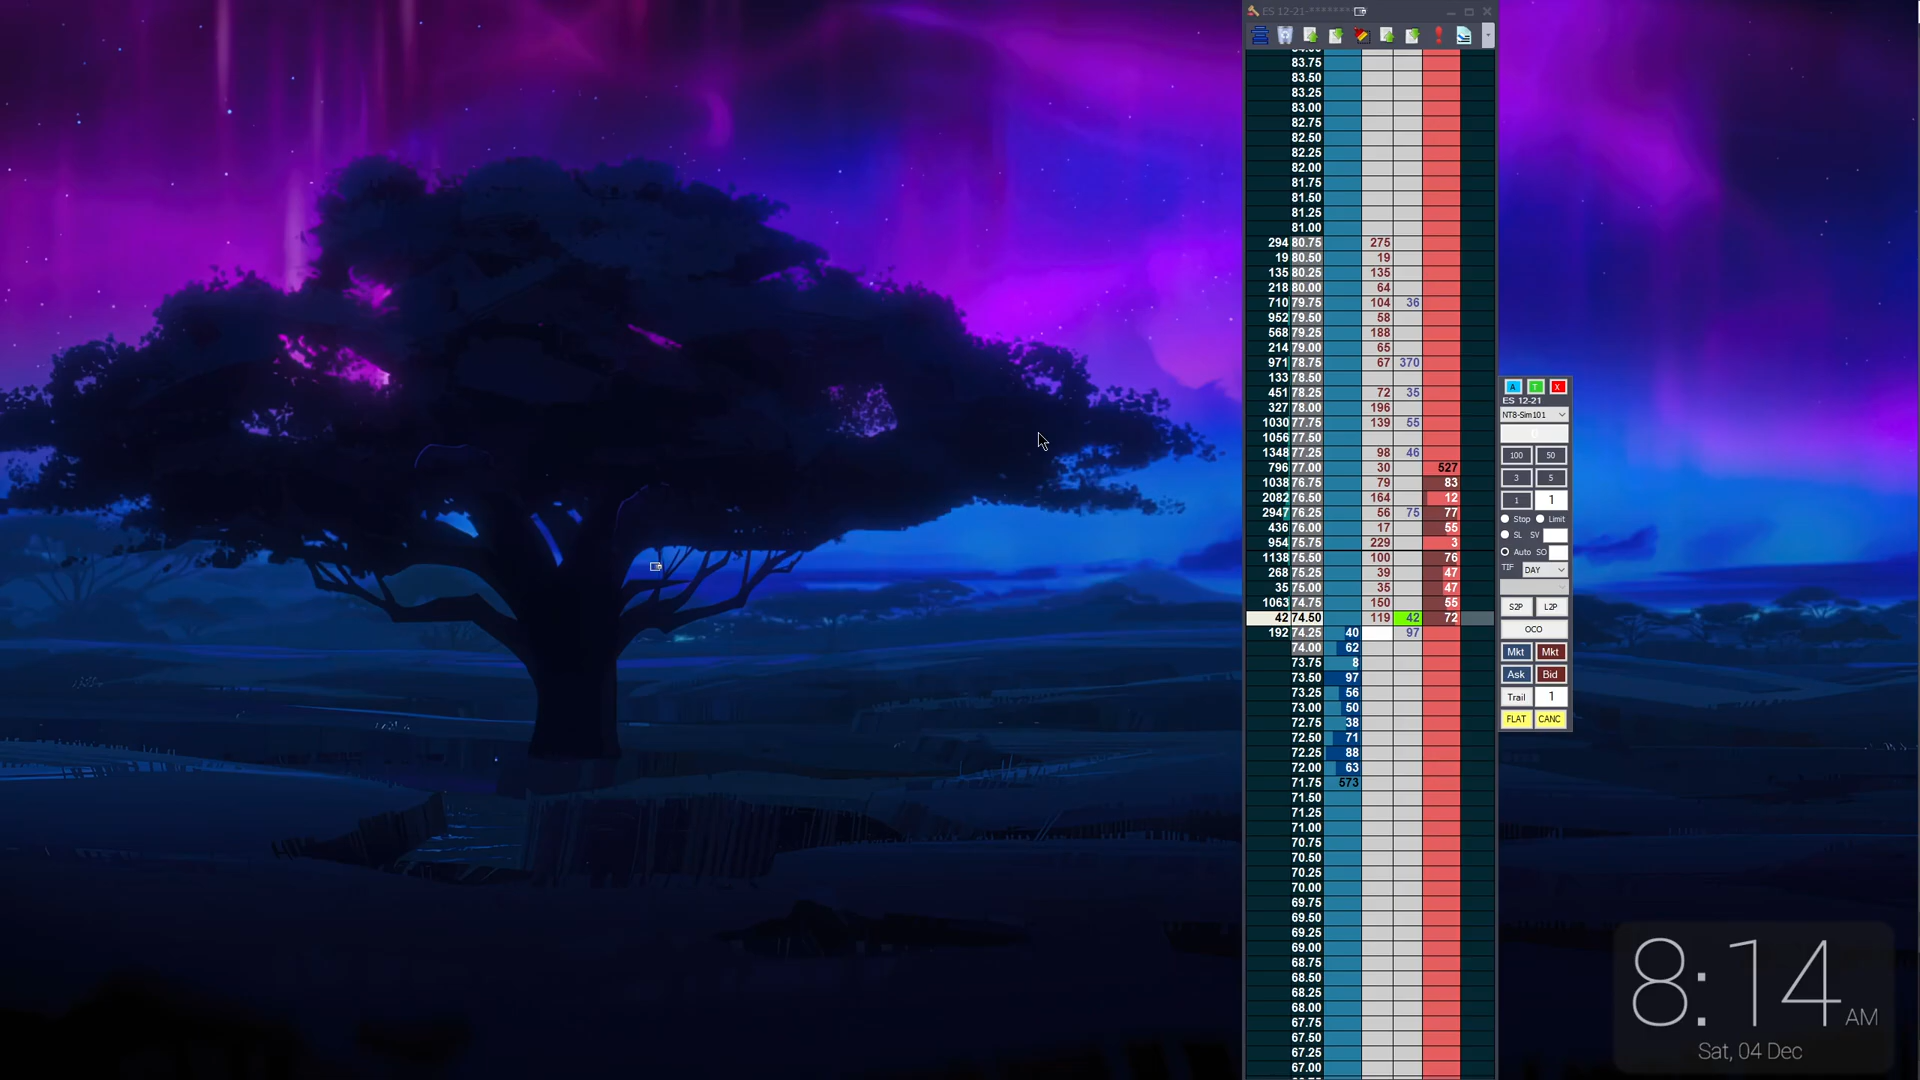 ES 12-21-*******
83.75
83.50
83.25
83.00
82.75
82.50
82.25
82.00
81.75
81.50
81.25
81.00
294 80.75 275
19 80.50 19
135 80.25 135
218 80.00 64
710 79.75 104 36
952 79.50 58
568 79.25 188
214 79.00 65
971 78.75 67 370
133 78.50
451 78.25 72 35
327 78.00 196
1030 77.75 139 55
1056 77.50
1348 77.25 98 46
796 77.00 30 527
1038 76.75 79 83
2082 76.50 164 12
2947 76.25 56 75 77
436 76.00 17 55
954 75.75 229 3
1138 75.50 100 76
268 75.25 39 47
35 75.00 35 47
1063 74.75 150 55
42 74.50 119 42 72
192 74.25 40 97
74.00 62
73.75 8
73.50 97
73.25 56
73.00 50
72.75 38
72.50 71
72.25 88
72.00 63
71.75 573
71.50
71.25
71.00
70.75
70.50
70.25
70.00
69.75
69.50
69.25
69.00
68.75
68.50
68.25
68.00
67.75
67.50
67.25
67.00
A T X
ES 12-21
NT8-Sim101
0
100 50
3 5
1 1
Stop Limit
SL SV
Auto SO
TIF DAY
S2P L2P
OCO
Mkt Mkt
Ask Bid
Trail 1
FLAT CANC
8:14 AM
Sat, 04 Dec